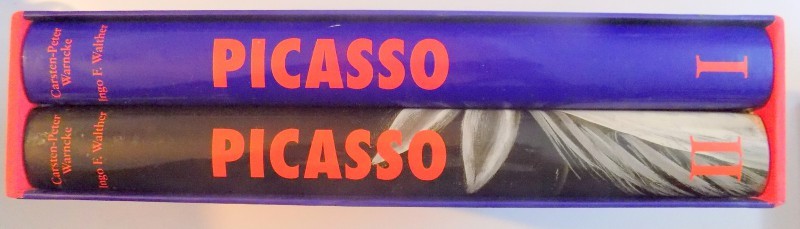 Carsten-Peter
Warncke
Ingo F. Walther
PICASSO
I
Carsten-Peter
Warncke
Ingo F. Walther
PICASSO
II